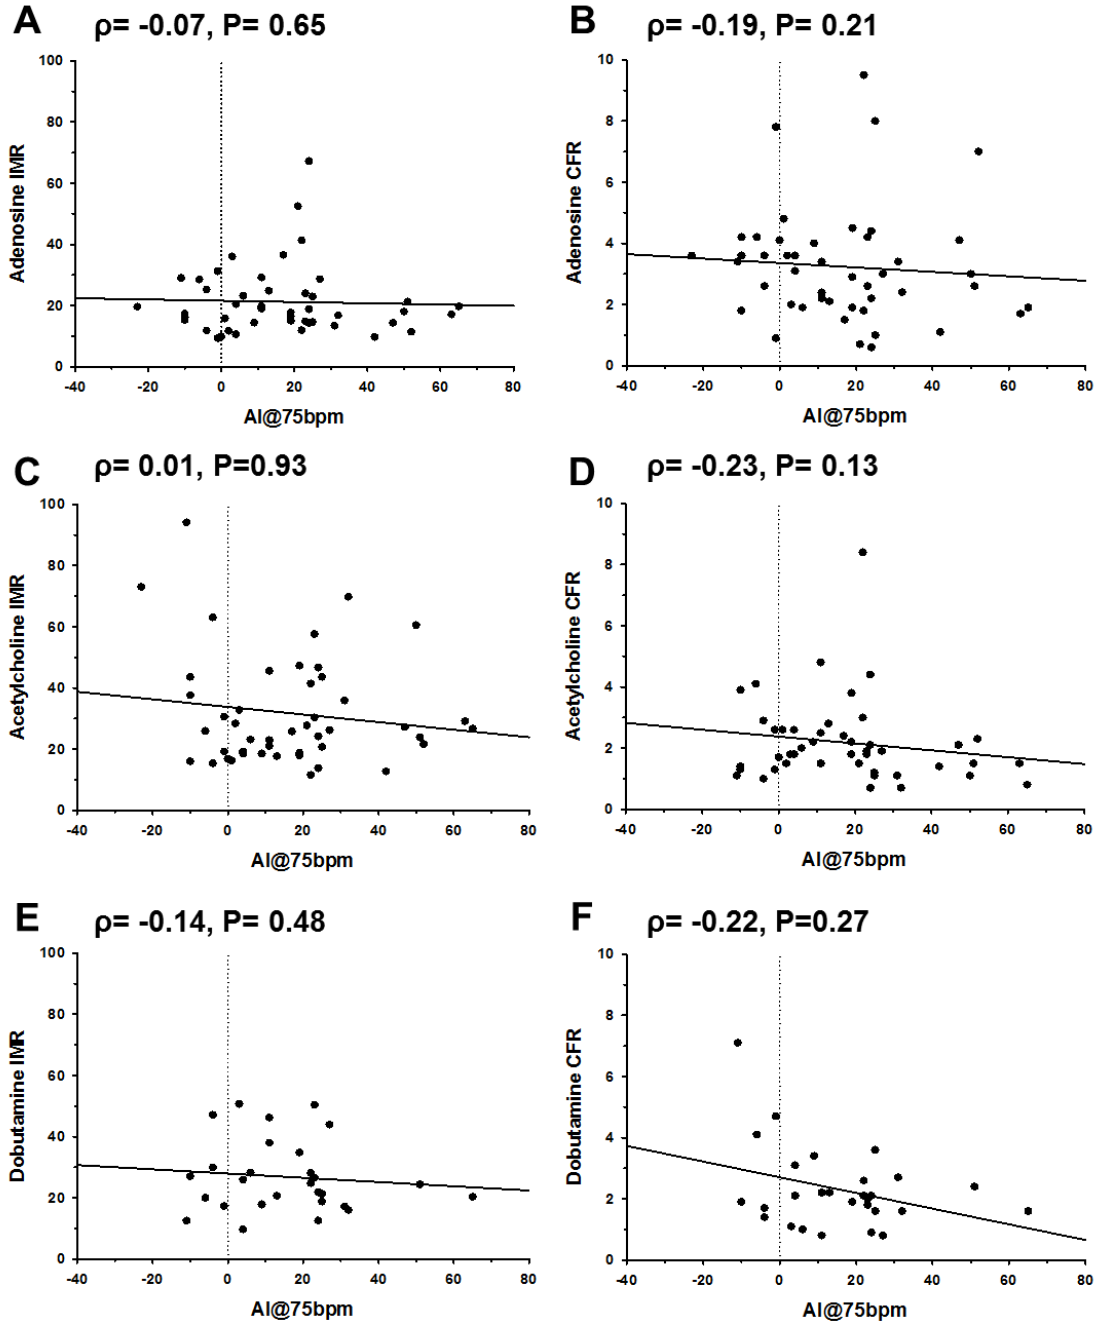 A
ρ= -0.07, P= 0.65
100
80
60
40
20
0
Adenosine IMR
-40 -20 0 20 40 60 80
AI@75bpm
B
ρ= -0.19, P= 0.21
10
8
6
4
2
0
Adenosine CFR
-40 -20 0 20 40 60 80
AI@75bpm
C
ρ= 0.01, P=0.93
100
80
60
40
20
0
Acetylcholine IMR
-40 -20 0 20 40 60 80
AI@75bpm
D
ρ= -0.23, P= 0.13
10
8
6
4
2
0
Acetylcholine CFR
-40 -20 0 20 40 60 80
AI@75bpm
E
ρ= -0.14, P= 0.48
100
80
60
40
20
0
Dobutamine IMR
-40 -20 0 20 40 60 80
AI@75bpm
F
ρ= -0.22, P=0.27
10
8
6
4
2
0
Dobutamine CFR
-40 -20 0 20 40 60 80
AI@75bpm